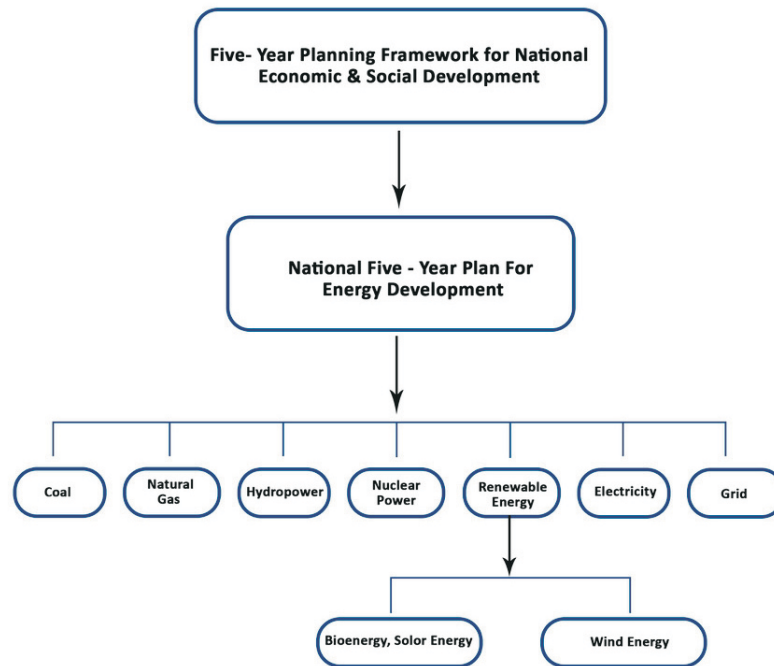 Five- Year Planning Framework for National
Economic & Social Development
National Five - Year Plan For
Energy Development
Coal
Natural
Gas
Hydropower
Nuclear
Power
Renewable
Energy
Electricity
Grid
Bioenergy, Solor Energy
Wind Energy